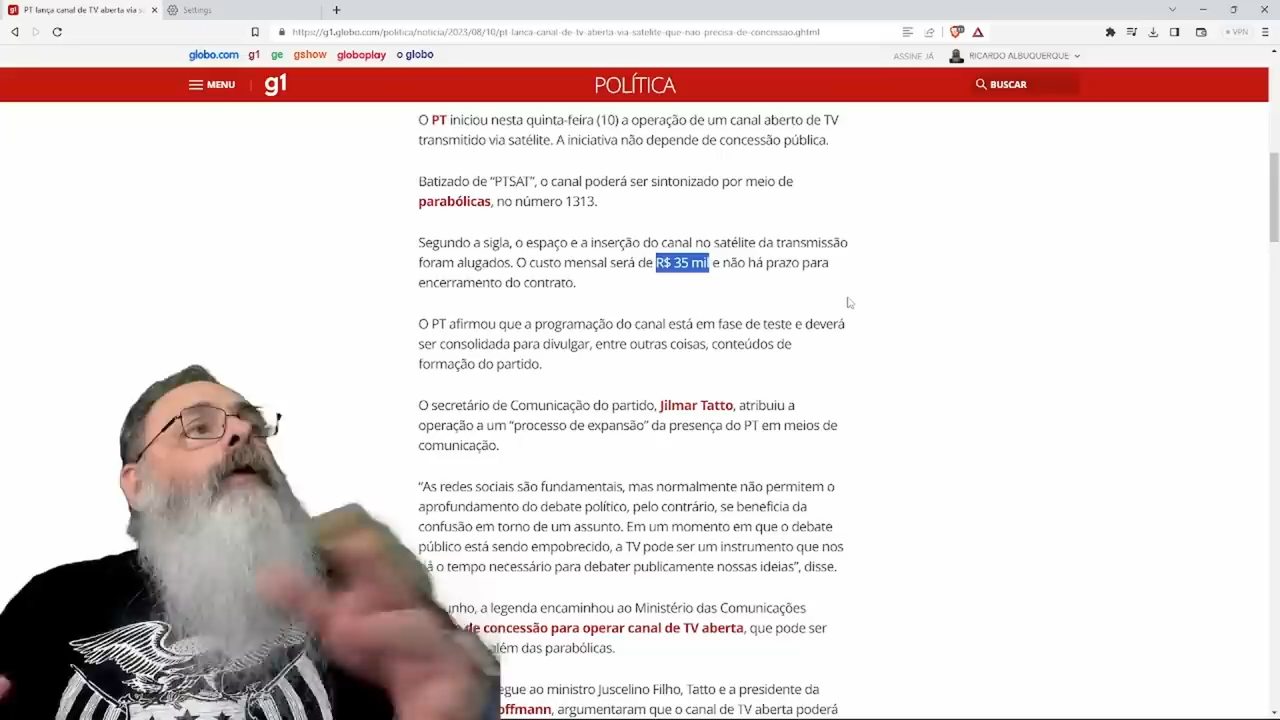 PT lança canal de TV aberta via s
Settings
https://g1.globo.com/politica/noticia/2023/08/10/pt-lanca-canal-de-tv-aberta-via-satelite-que-nao-precisa-de-concessao.ghtml
VPN
globo.com g1 ge gshow globoplay o globo
ASSINE JÁ
RICARDO ALBUQUERQUE
MENU
g1
POLÍTICA
BUSCAR
O PT iniciou nesta quinta-feira (10) a operação de um canal aberto de TV
transmitido via satélite. A iniciativa não depende de concessão pública.
Batizado de “PTSAT”, o canal poderá ser sintonizado por meio de
parabólicas, no número 1313.
Segundo a sigla, o espaço e a inserção do canal no satélite da transmissão
foram alugados. O custo mensal será de R$ 35 mil e não há prazo para
encerramento do contrato.
O PT afirmou que a programação do canal está em fase de teste e deverá
ser consolidada para divulgar, entre outras coisas, conteúdos de
formação do partido.
O secretário de Comunicação do partido, Jilmar Tatto, atribuiu a
operação a um “processo de expansão” da presença do PT em meios de
comunicação.
“As redes sociais são fundamentais, mas normalmente não permitem o
aprofundamento do debate político, pelo contrário, se beneficia da
confusão em torno de um assunto. Em um momento em que o debate
público está sendo empobrecido, a TV pode ser um instrumento que nos
o tempo necessário para debater publicamente nossas ideias”, disse.
a legenda encaminhou ao Ministério das Comunicações
de concessão para operar canal de TV aberta, que pode ser
além das parabólicas.
ao ministro Juscelino Filho, Tatto e a presidente da
argumentaram que o canal de TV aberta poderá